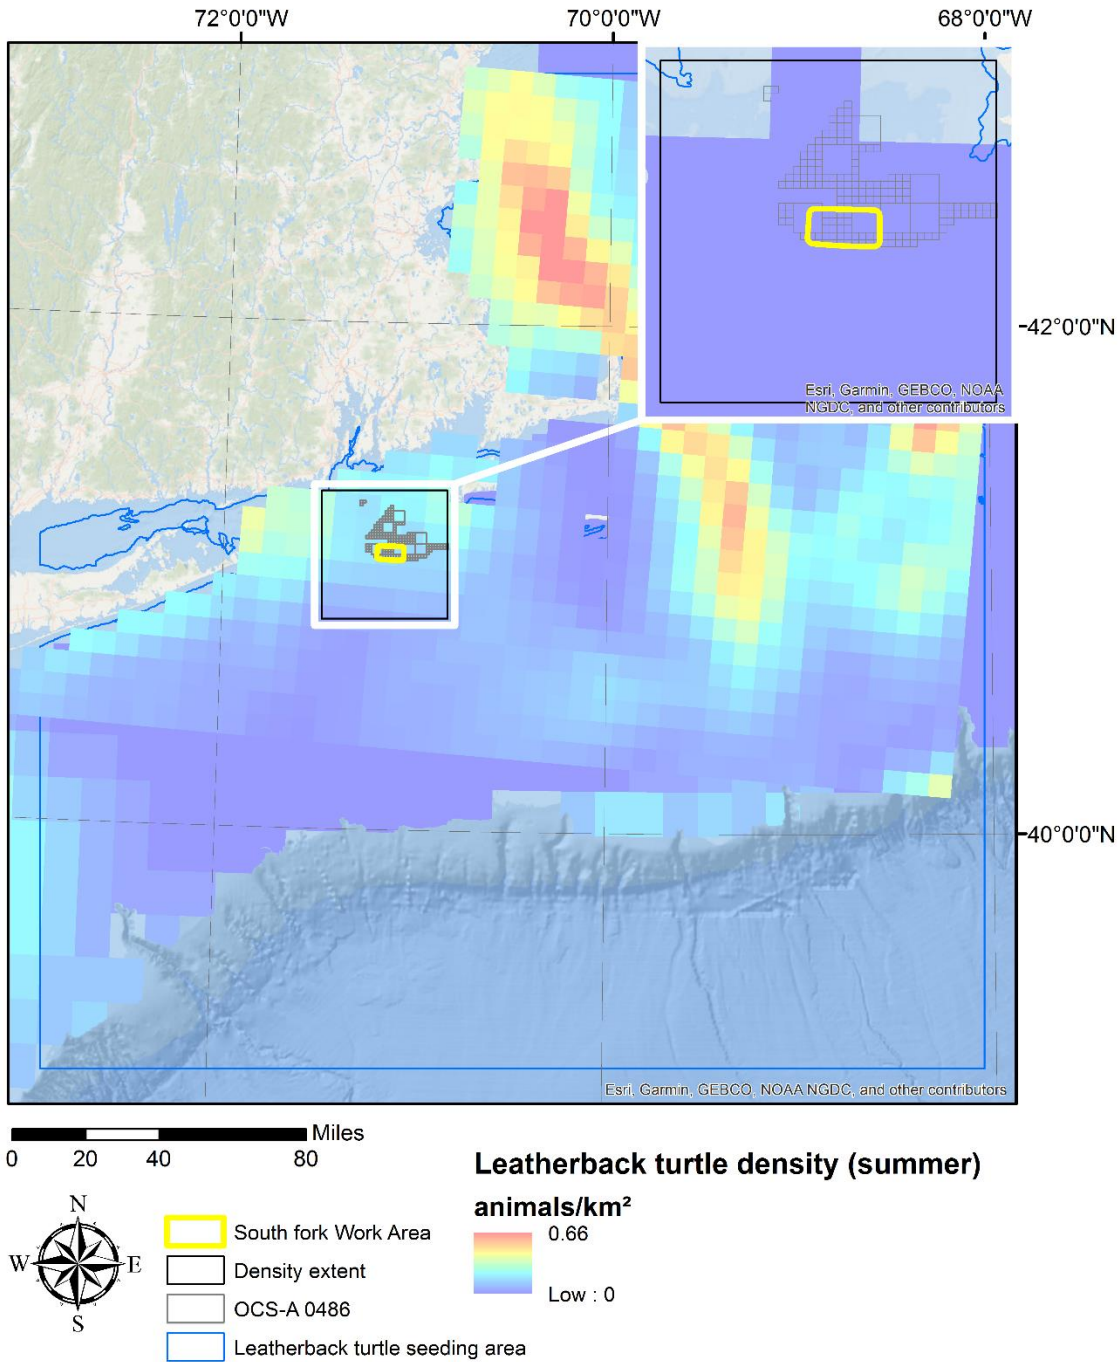 72°0'0"W 70°0'0"W 68°0'0"W
Esri, Garmin, GEBCO, NOAA
NGDC, and other contributors
42°0'0"N
40°0'0"N
Esri, Garmin, GEBCO, NOAA NGDC, and other contributors
Miles
0 20 40 80
N
W E
S
South fork Work Area
Density extent
OCS-A 0486
Leatherback turtle seeding area
Leatherback turtle density (summer)
animals/km²
0.66
Low : 0